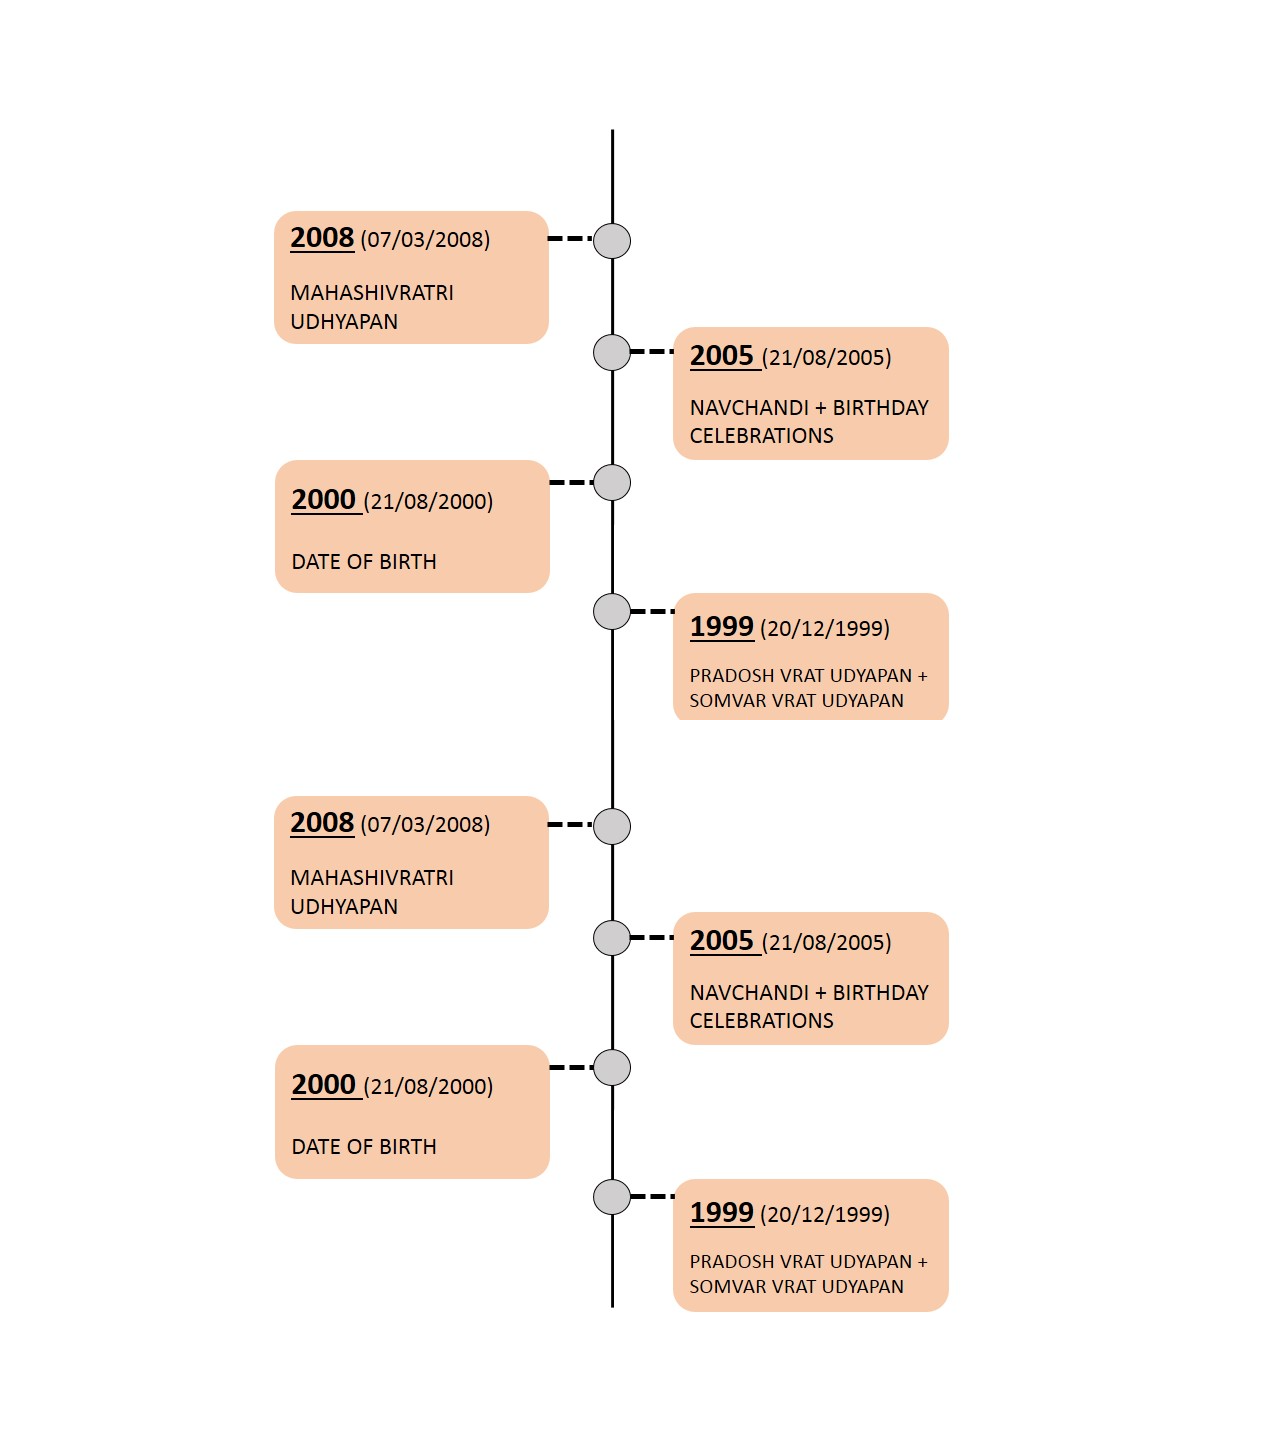 2008 (07/03/2008)
MAHASHIVRATRI
UDHYAPAN
2005 (21/08/2005)
NAVCHANDI + BIRTHDAY
CELEBRATIONS
2000 (21/08/2000)
DATE OF BIRTH
1999 (20/12/1999)
PRADOSH VRAT UDYAPAN +
SOMVAR VRAT UDYAPAN
2008 (07/03/2008)
MAHASHIVRATRI
UDHYAPAN
2005 (21/08/2005)
NAVCHANDI + BIRTHDAY
CELEBRATIONS
2000 (21/08/2000)
DATE OF BIRTH
1999 (20/12/1999)
PRADOSH VRAT UDYAPAN +
SOMVAR VRAT UDYAPAN